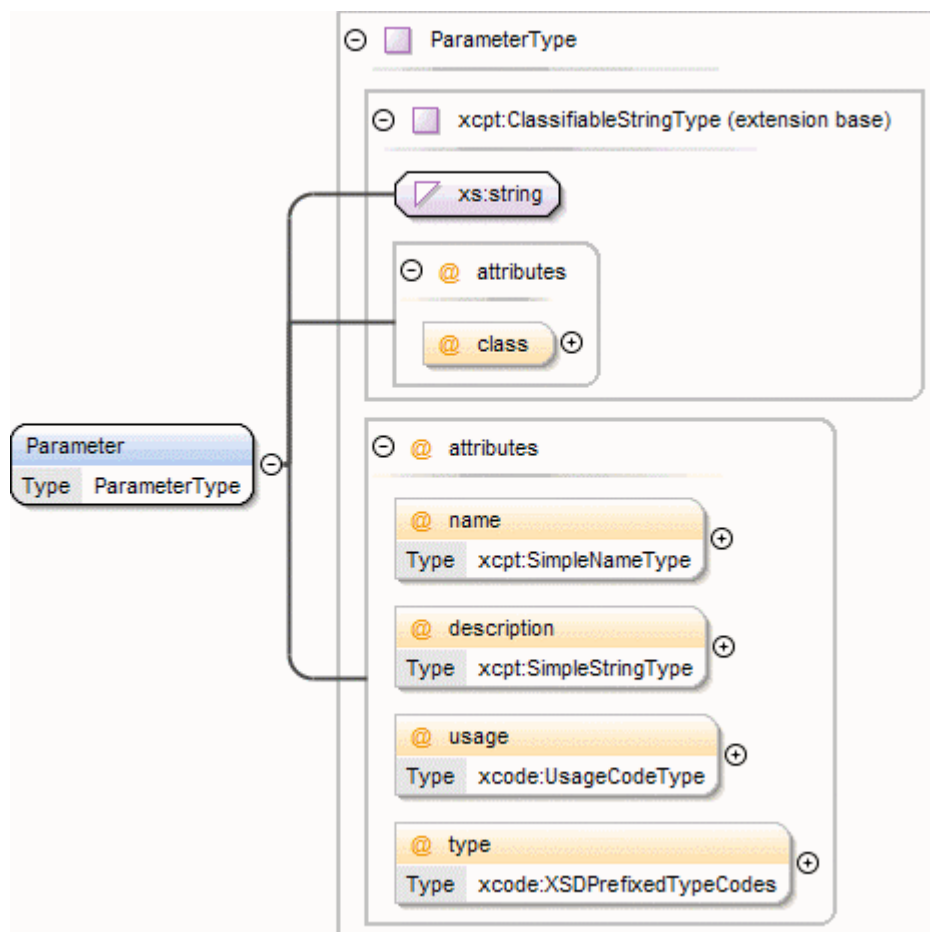 ParameterType
xcpt:ClassifiableStringType (extension base)
xs:string
@ attributes
@ class
Parameter
Type ParameterType
@ attributes
@ name
Type xcpt:SimpleNameType
@ description
Type xcpt:SimpleStringType
@ usage
Type xcode:UsageCodeType
@ type
Type xcode:XSDPrefixedTypeCodes